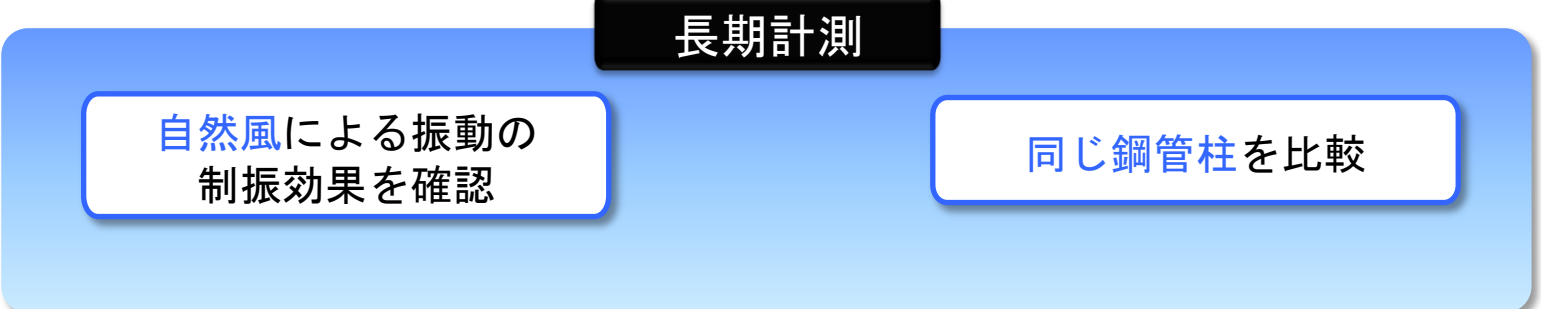 長期計測
自然風による振動の
制振効果を確認
同じ鋼管柱を比較